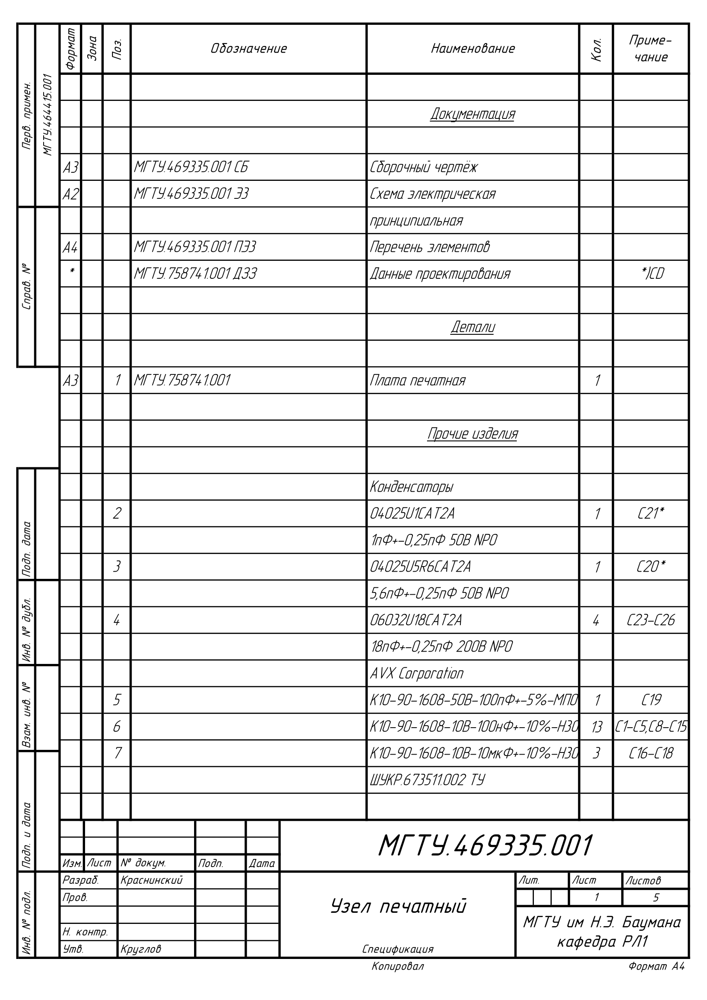 Перв. примен.
МГТУ.464415.001
Справ. №
Подп. дата
Инв. № дубл.
Взам. инв. №
Подп. и дата
Инв. № подл.
Формат Зона Поз. Обозначение Наименование Кол. Приме-
чание
Документация
А3 МГТУ.469335.001 СБ Сборочный чертёж
А2 МГТУ.469335.001 Э3 Схема электрическая
принципиальная
А4 МГТУ.469335.001 ПЭ3 Перечень элементов
* МГТУ.758741.001 Д33 Данные проектирования *)CD
Детали
А3 1 МГТУ.758741.001 Плата печатная 1
Прочие изделия
Конденсаторы
2 04025U1CAT2A 1 C21*
1пФ+-0,25пФ 50В NPO
3 04025U5R6CAT2A 1 C20*
5,6пФ+-0,25пФ 50В NPO
4 06032U18CAT2A 4 C23-C26
18пФ+-0,25пФ 200В NPO
AVX Corporation
5 К10-90-1608-50В-100пФ+-5%-МП0 1 C19
6 К10-90-1608-10В-100нФ+-10%-Н30 13 C1-C5,C8-C15
7 К10-90-1608-10В-10мкФ+-10%-Н30 3 C16-C18
ШУКР.673511.002 ТУ
МГТУ.469335.001
Изм. Лист № докум. Подп. Дата
Разраб. Краснинский
Пров.
Н. контр.
Утв. Круглов
Узел печатный
Спецификация
Лит. Лист Листов
1 5
МГТУ им Н.Э. Баумана
кафедра РЛ1
Копировал Формат А4